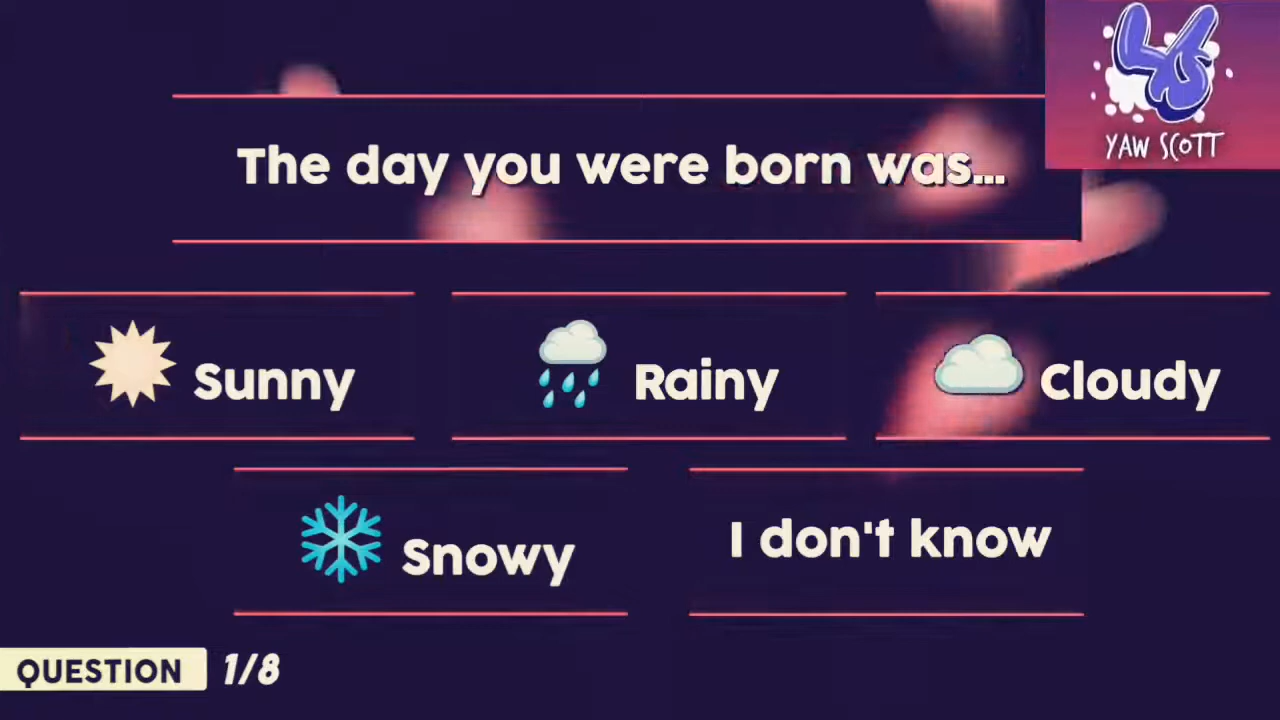 YAW SCOTT
The day you were born was...
Sunny
Rainy
Cloudy
Snowy
I don't know
QUESTION 1/8